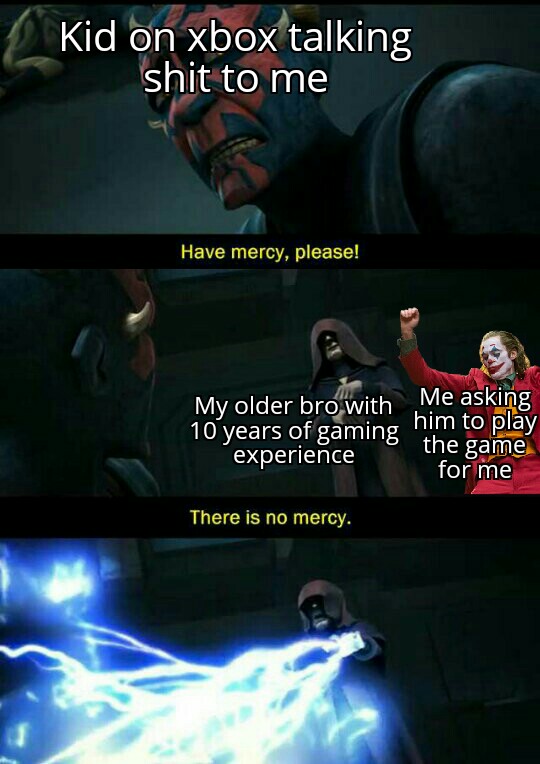 Kid on xbox talking
shit to me
Have mercy, please!
My older bro with
10 years of gaming
experience
Me asking
him to play
the game
for me
There is no mercy.